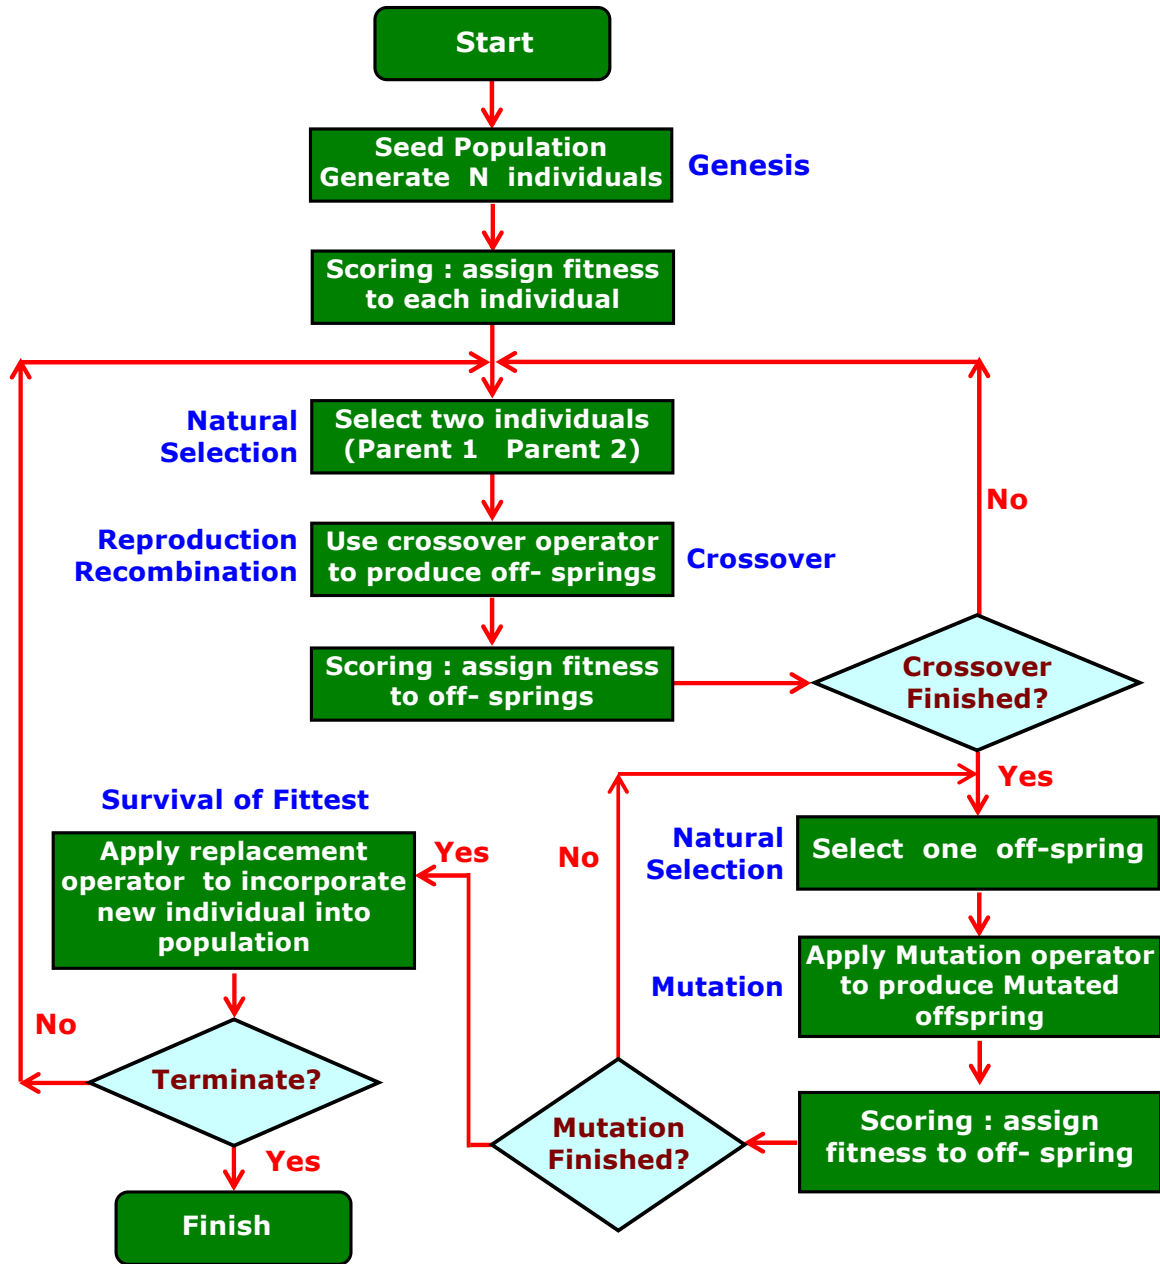 Start
Seed Population
Generate N individuals
Genesis
Scoring : assign fitness
to each individual
Natural
Selection
Select two individuals
(Parent 1 Parent 2)
No
Reproduction
Recombination
Use crossover operator
to produce off- springs
Crossover
Scoring : assign fitness
to off- springs
Crossover
Finished?
Yes
Natural
Selection
Select one off-spring
Mutation
Apply Mutation operator
to produce Mutated
offspring
Scoring : assign
fitness to off- spring
Mutation
Finished?
No
Yes
Survival of Fittest
Apply replacement
operator to incorporate
new individual into
population
No
Terminate?
Yes
Finish